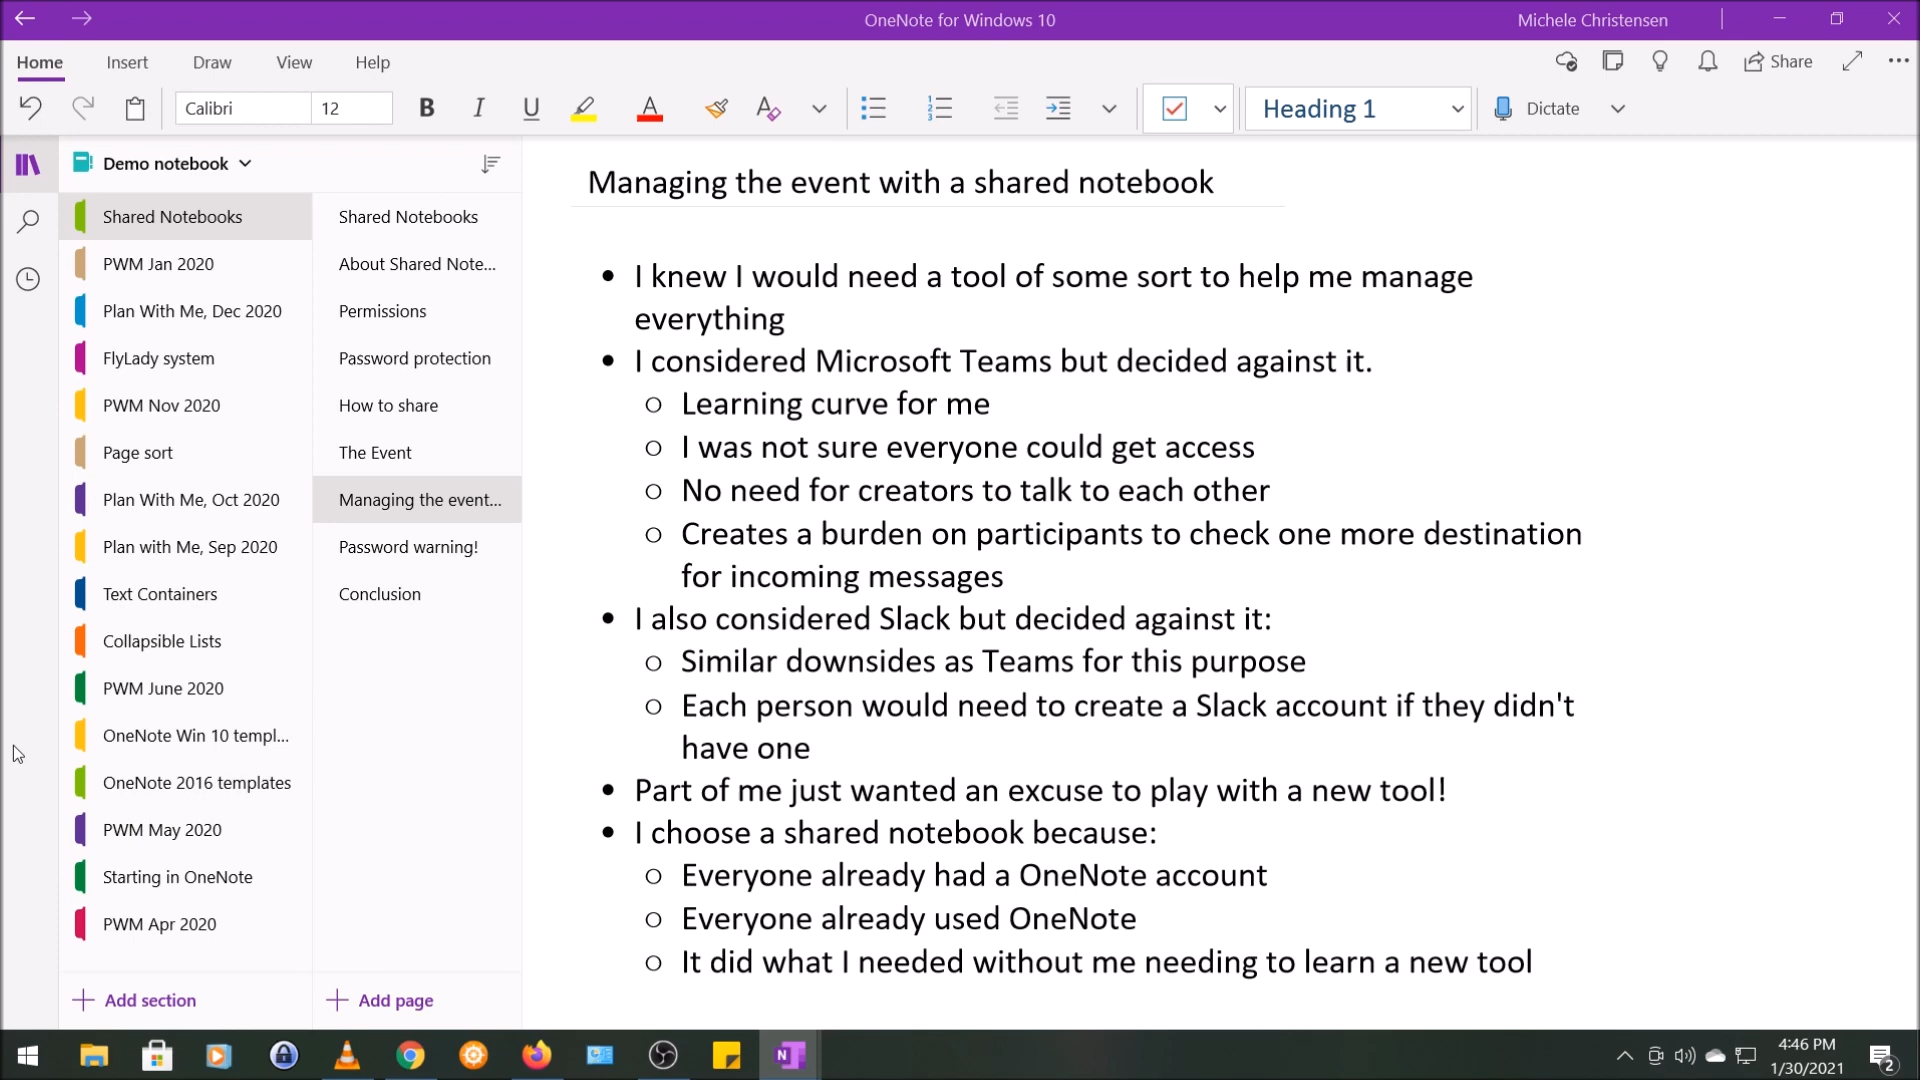 OneNote for Windows 10
Michele Christensen
Home
Insert
Draw
View
Help
Share
Calibri
12
B
I
U
A
A
Heading 1
Dictate
Demo notebook
Shared Notebooks
PWM Jan 2020
Plan With Me, Dec 2020
FlyLady system
PWM Nov 2020
Page sort
Plan With Me, Oct 2020
Plan with Me, Sep 2020
Text Containers
Collapsible Lists
PWM June 2020
OneNote Win 10 templ...
OneNote 2016 templates
PWM May 2020
Starting in OneNote
PWM Apr 2020
Add section
Shared Notebooks
About Shared Note...
Permissions
Password protection
How to share
The Event
Managing the event...
Password warning!
Conclusion
Add page
Managing the event with a shared notebook
I knew I would need a tool of some sort to help me manage
everything
I considered Microsoft Teams but decided against it.
Learning curve for me
I was not sure everyone could get access
No need for creators to talk to each other
Creates a burden on participants to check one more destination
for incoming messages
I also considered Slack but decided against it:
Similar downsides as Teams for this purpose
Each person would need to create a Slack account if they didn't
have one
Part of me just wanted an excuse to play with a new tool!
I choose a shared notebook because:
Everyone already had a OneNote account
Everyone already used OneNote
It did what I needed without me needing to learn a new tool
N
4:46 PM
1/30/2021
2